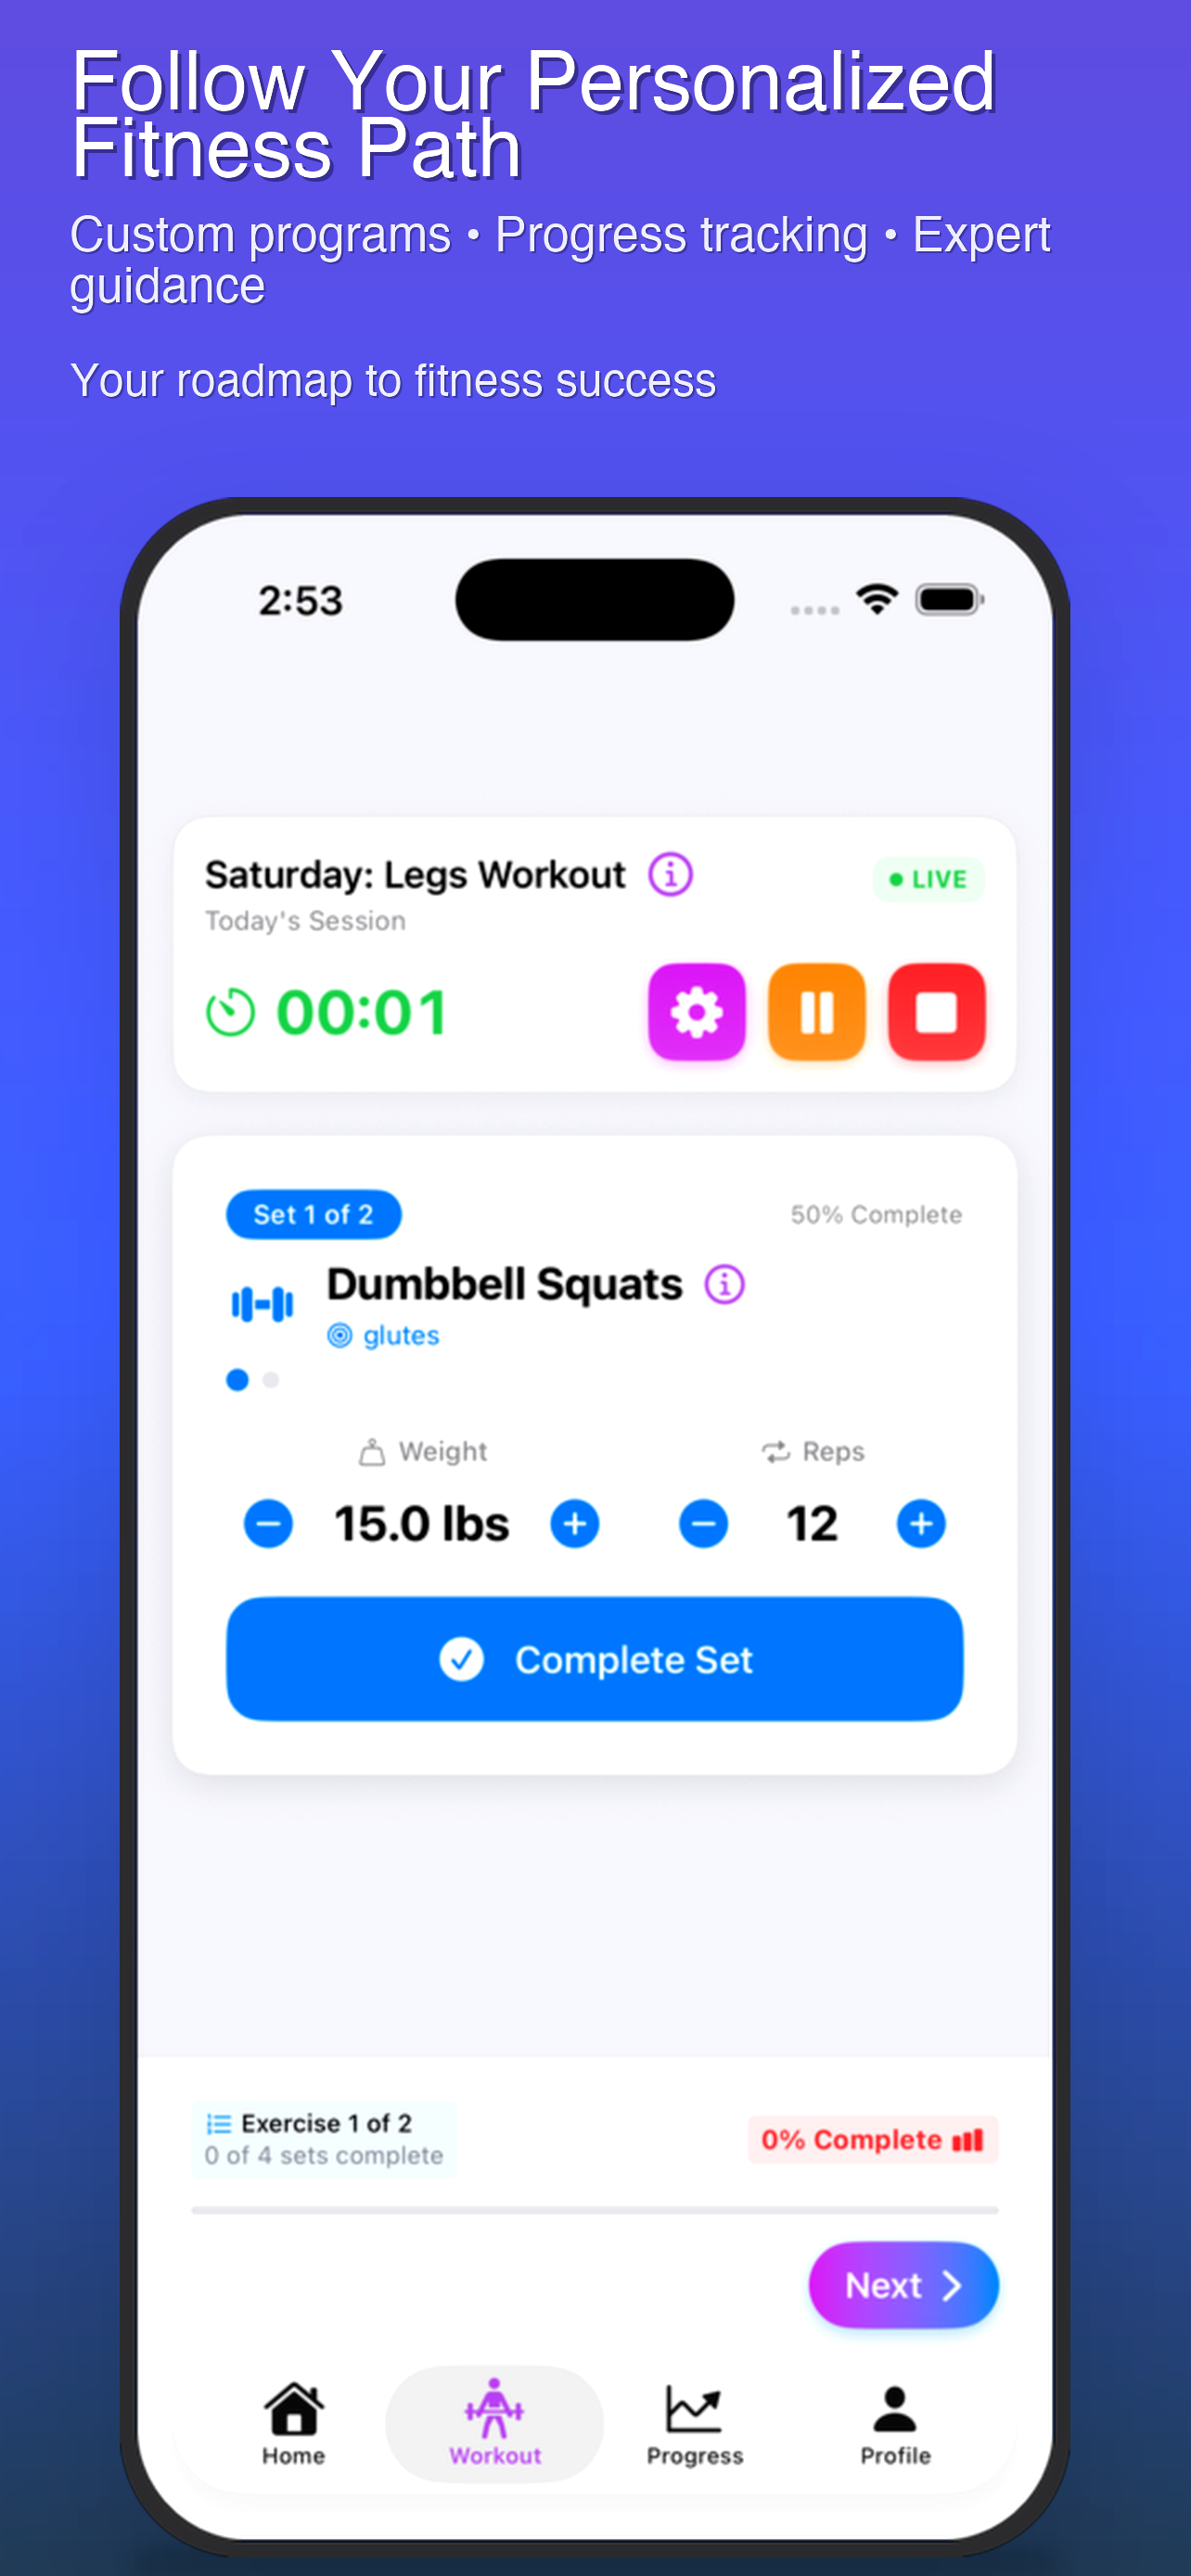 Follow Your Personalized
Fitness Path
Custom programs • Progress tracking • Expert
guidance
Your roadmap to fitness success
2:53
Saturday: Legs Workout
LIVE
Today's Session
00:01
Set 1 of 2
50% Complete
Dumbbell Squats
glutes
Weight
Reps
15.0 lbs
12
Complete Set
Exercise 1 of 2
0 of 4 sets complete
0% Complete
Next
Home
Workout
Progress
Profile